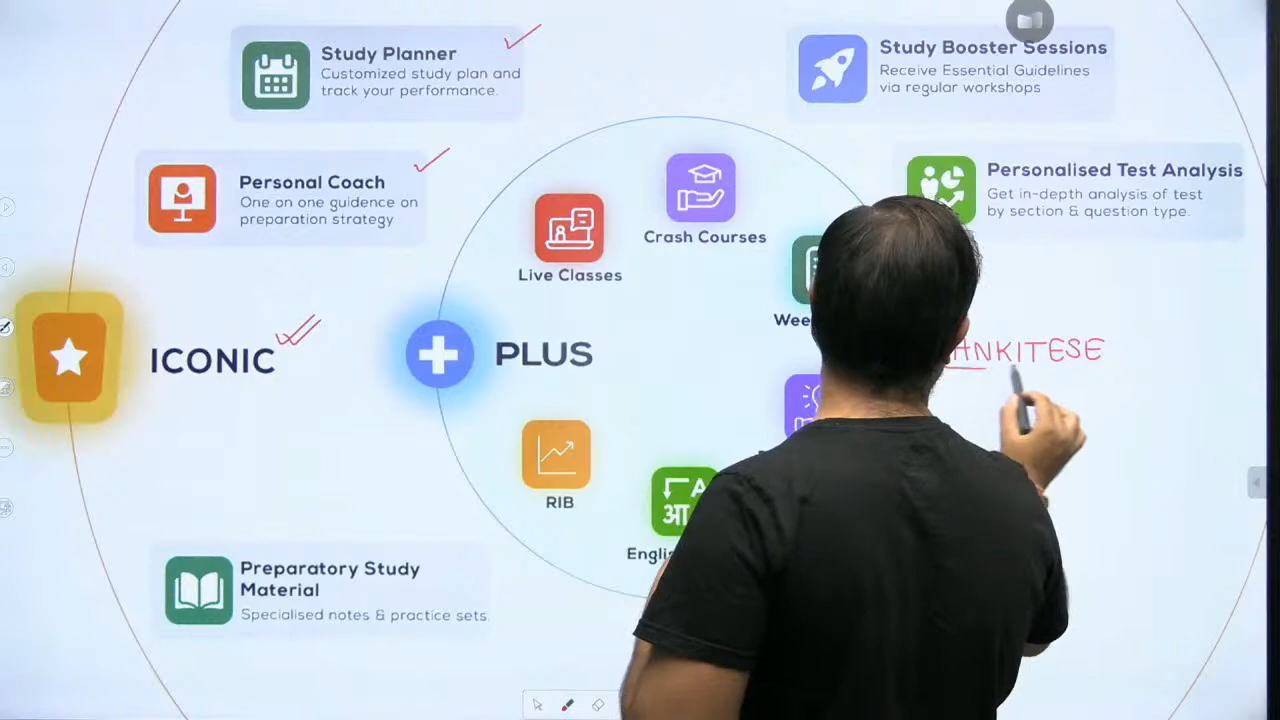 Study Planner
Customized study plan and
track your performance.
Study Booster Sessions
Receive Essential Guidelines
via regular workshops
Personal Coach
One on one guidance on
preparation strategy
Personalised Test Analysis
Get in-depth analysis of test
by section & question type.
Crash Courses
Live Classes
ICONIC
PLUS
ANKITESE
RIB
आ
Preparatory Study
Material
Specialised notes & practice sets.